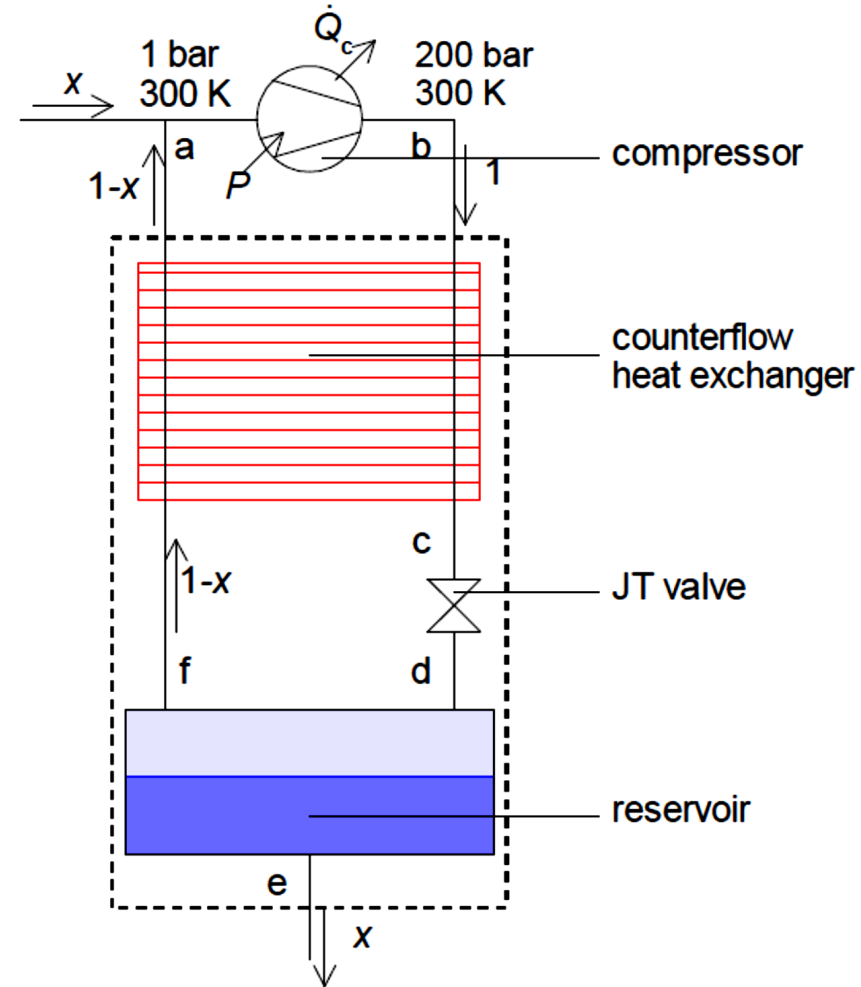 Q̇c
1 bar
300 K
200 bar
300 K
x
a
b
P
compressor
1-x
1
counterflow
heat exchanger
c
1-x
JT valve
f
d
reservoir
e
x